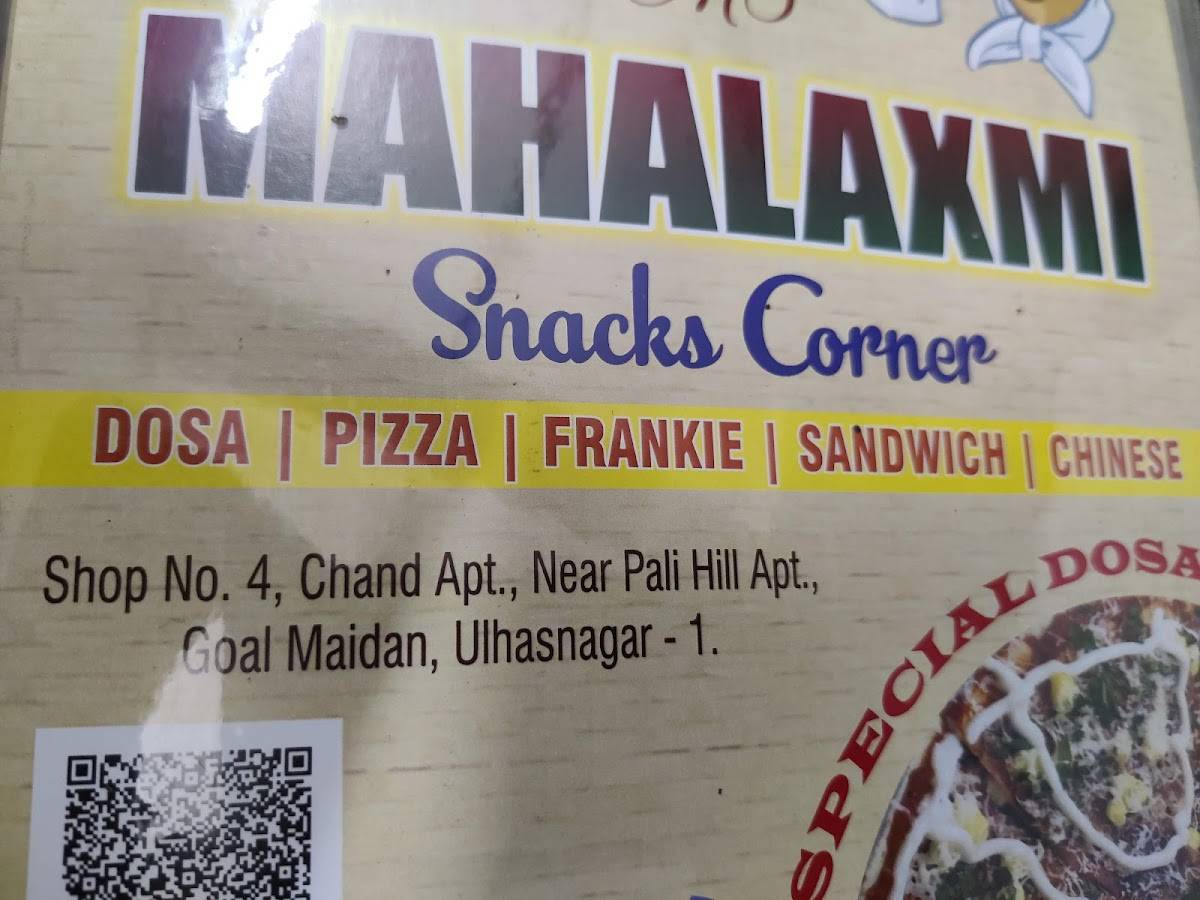 MAHALAXMI
Snacks Corner
DOSA | PIZZA | FRANKIE | SANDWICH | CHINESE
Shop No. 4, Chand Apt., Near Pali Hill Apt.,
Goal Maidan, Ulhasnagar - 1.
SPECIAL DOSA